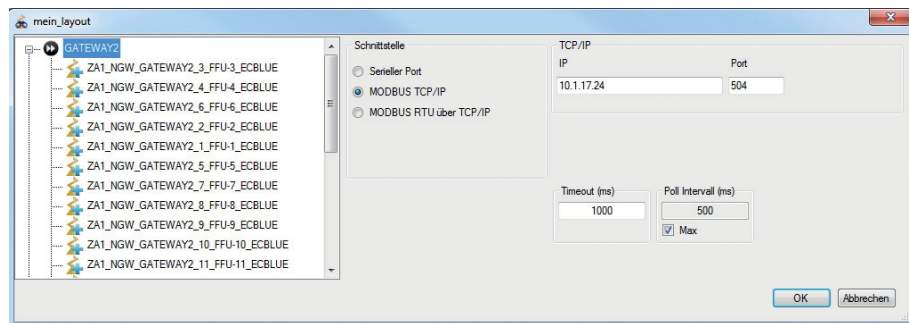 mein_layout
GATEWAY2
ZA1_NGW_GATEWAY2_3_FFU-3_ECBLUE
ZA1_NGW_GATEWAY2_4_FFU-4_ECBLUE
ZA1_NGW_GATEWAY2_6_FFU-6_ECBLUE
ZA1_NGW_GATEWAY2_2_FFU-2_ECBLUE
ZA1_NGW_GATEWAY2_1_FFU-1_ECBLUE
ZA1_NGW_GATEWAY2_5_FFU-5_ECBLUE
ZA1_NGW_GATEWAY2_7_FFU-7_ECBLUE
ZA1_NGW_GATEWAY2_8_FFU-8_ECBLUE
ZA1_NGW_GATEWAY2_9_FFU-9_ECBLUE
ZA1_NGW_GATEWAY2_10_FFU-10_ECBLUE
ZA1_NGW_GATEWAY2_11_FFU-11_ECBLUE
Schnittstelle
Serieller Port
MODBUS TCP/IP
MODBUS RTU über TCP/IP
TCP/IP
IP Port
10.1.17.24 504
Timeout (ms) Poll Intervall (ms)
1000 500
Max
OK Abbrechen